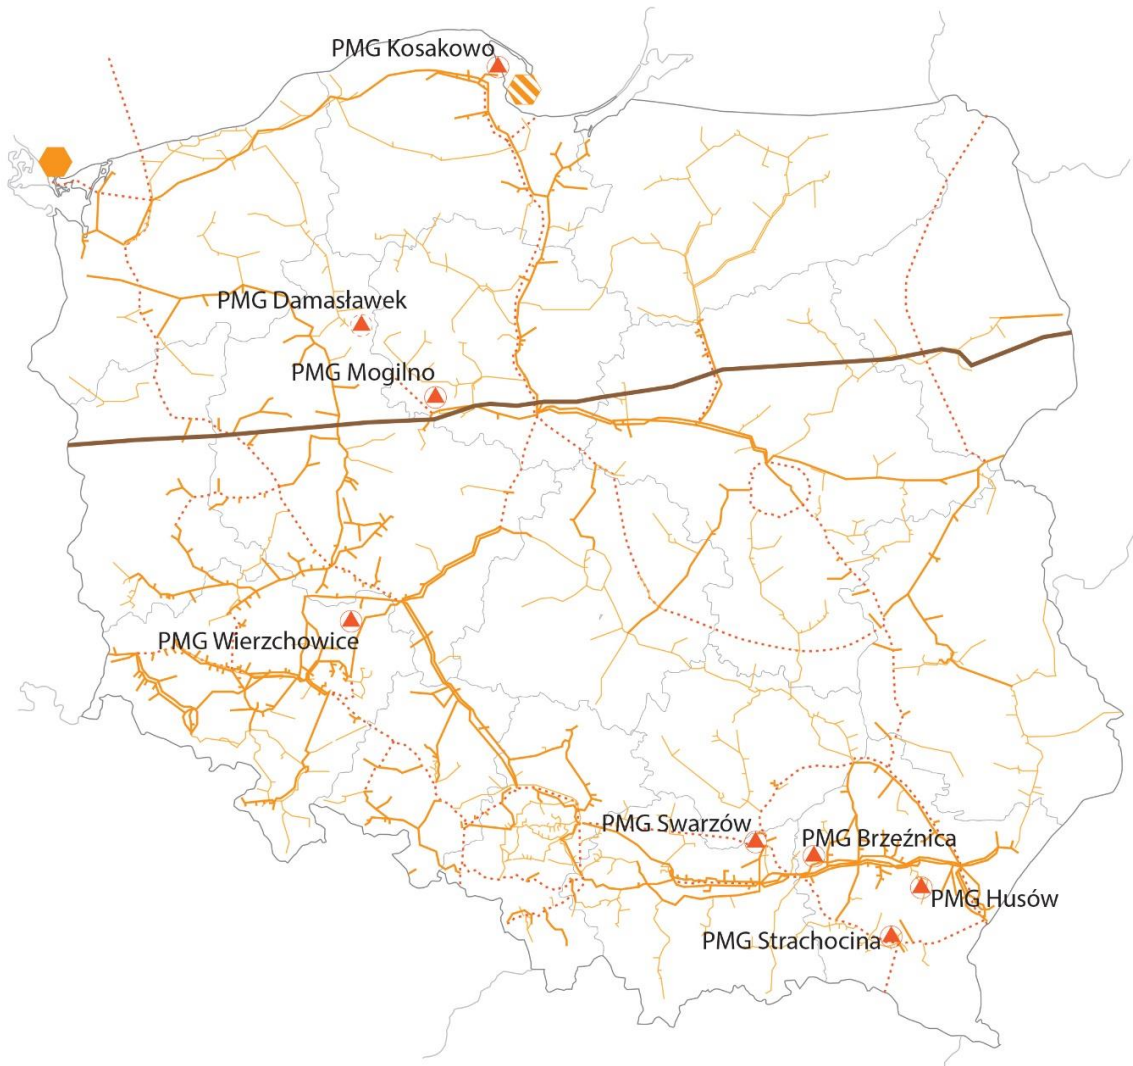 PMG Kosakowo
PMG Damasławek
PMG Mogilno
PMG Wierzchowice
PMG Swarzów
PMG Brzeźnica
PMG Husów
PMG Strachocina